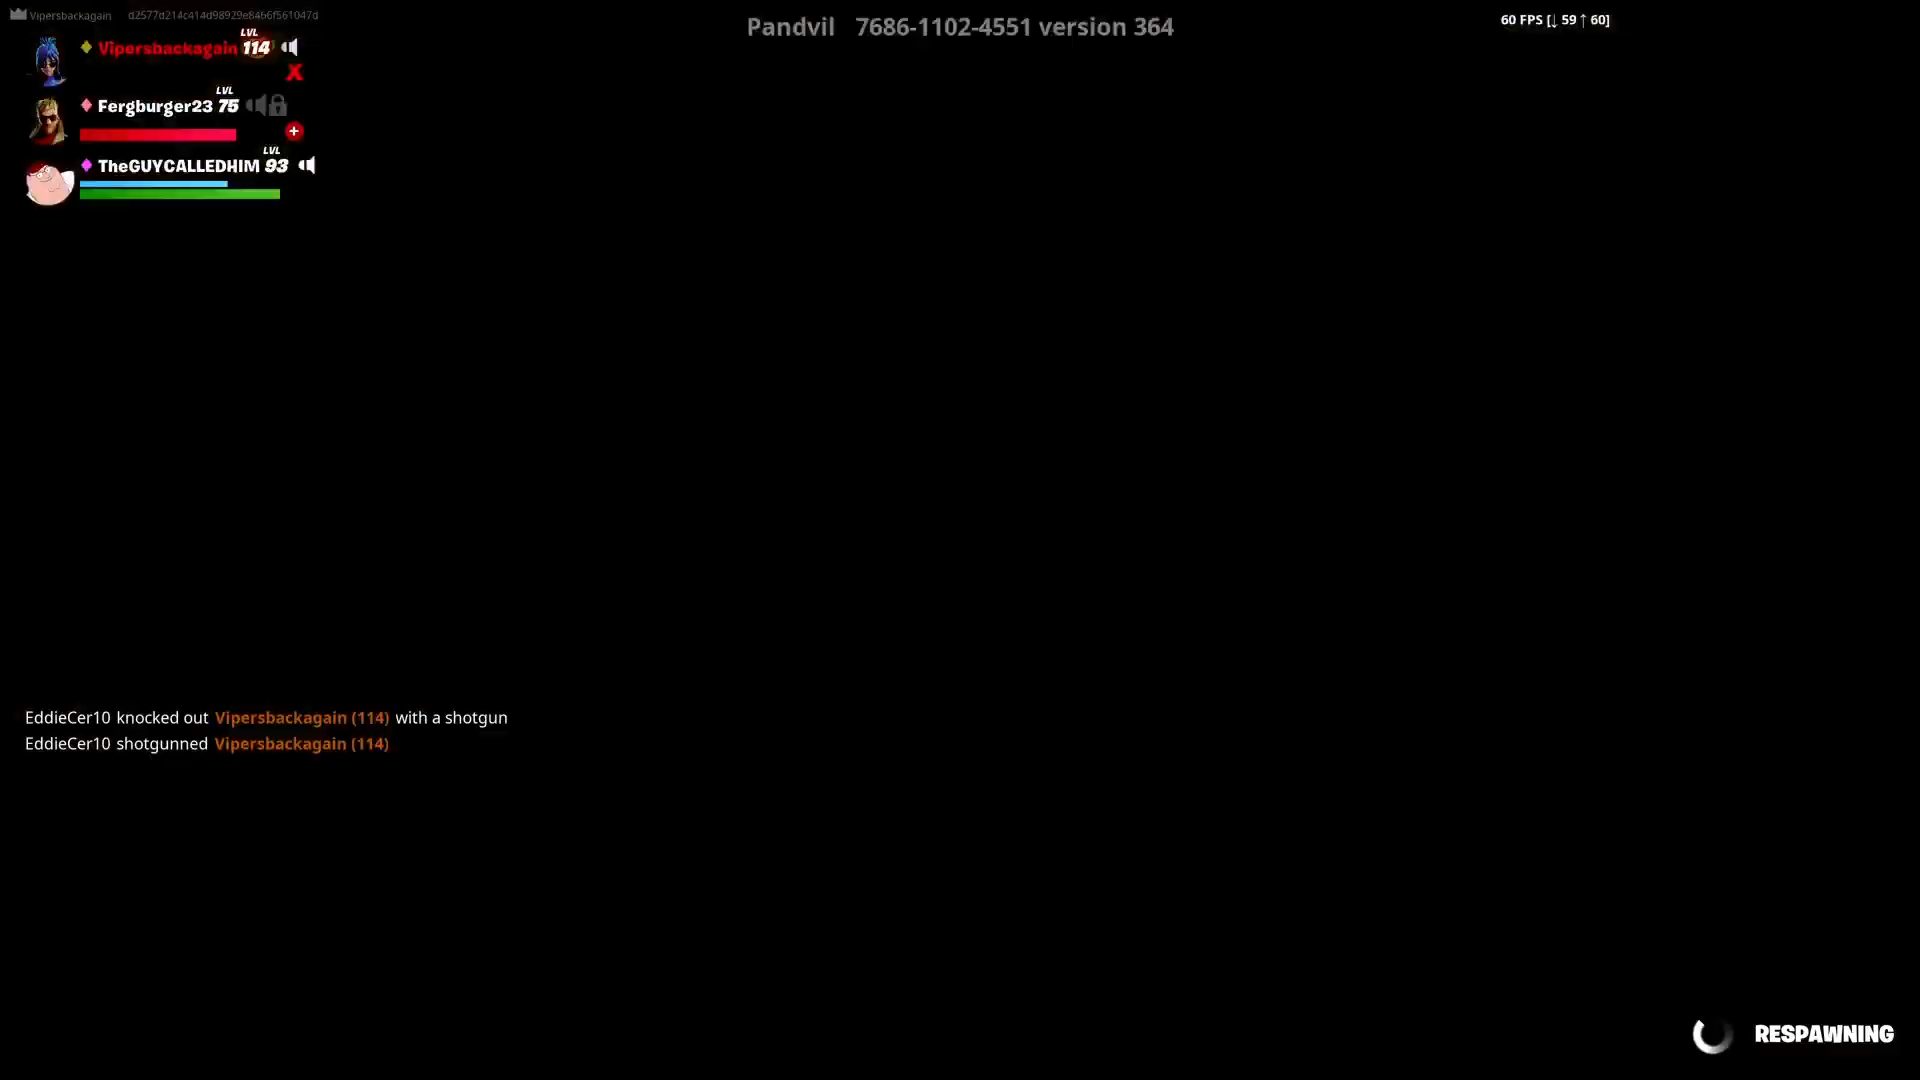 Vipersbackagain d2577d214c414d98929e8466f561047d
Pandvil 7686-1102-4551 version 364
60 FPS [↓ 59 ↑ 60]
LVL
Vipersbackagain 114
X
LVL
Fergburger23 75
LVL
TheGUYCALLEDHIM 93
EddieCer10 knocked out Vipersbackagain (114) with a shotgun
EddieCer10 shotgunned Vipersbackagain (114)
RESPAWNING